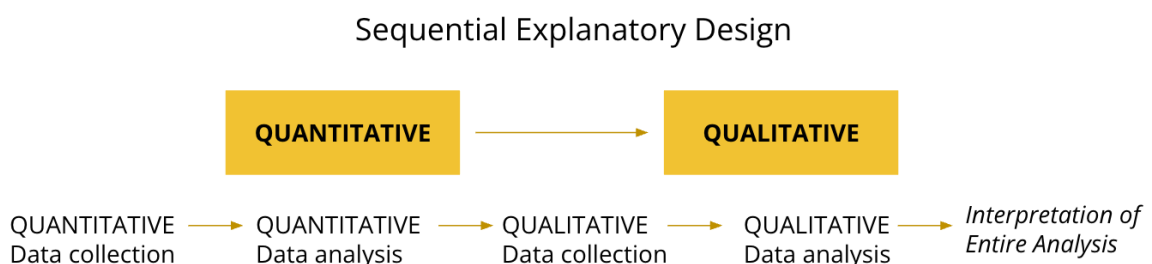 Sequential Explanatory Design
QUANTITATIVE
QUALITATIVE
QUANTITATIVE
Data collection
QUANTITATIVE
Data analysis
QUALITATIVE
Data collection
QUALITATIVE
Data analysis
Interpretation of
Entire Analysis